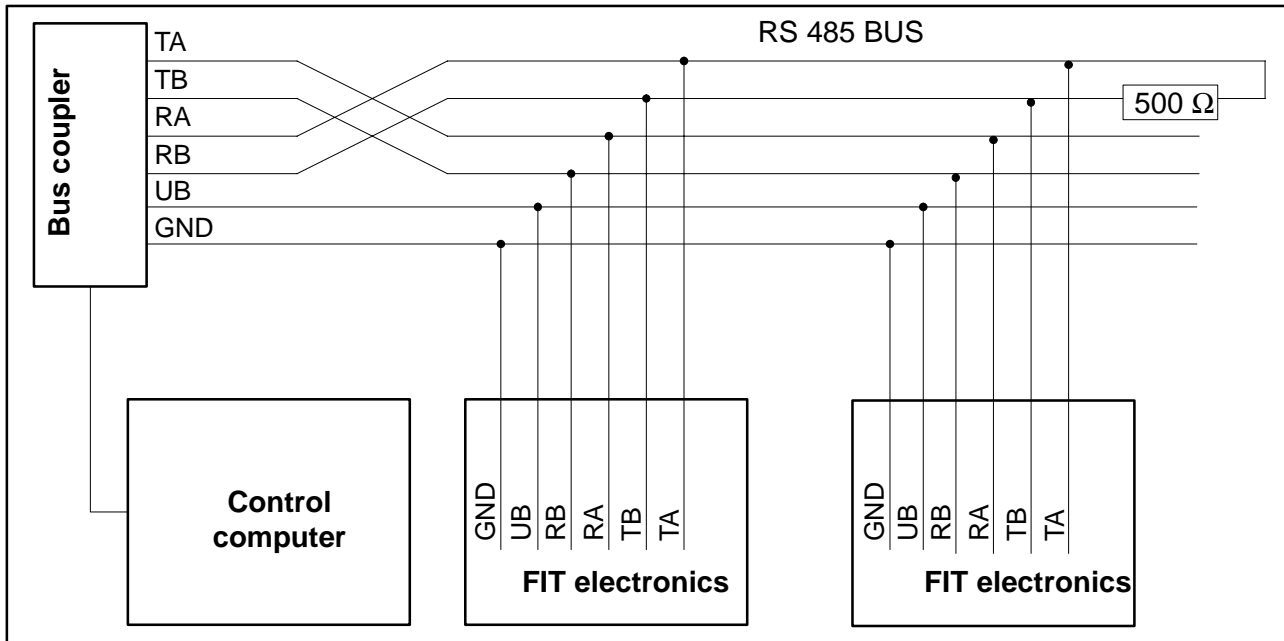 RS 485 BUS
Bus coupler
TA
TB
RA
RB
UB
GND
500 Ω
Control
computer
GND
UB
RB
RA
TB
TA
FIT electronics
GND
UB
RB
RA
TB
TA
FIT electronics